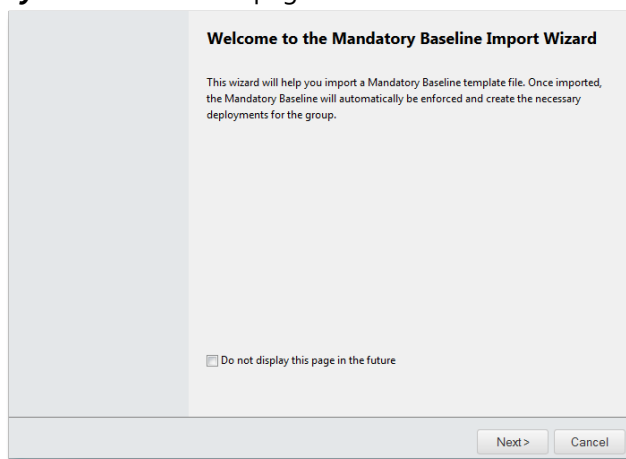 Welcome to the Mandatory Baseline Import Wizard
This wizard will help you import a Mandatory Baseline template file. Once imported,
the Mandatory Baseline will automatically be enforced and create the necessary
deployments for the group.
Do not display this page in the future
Next>
Cancel